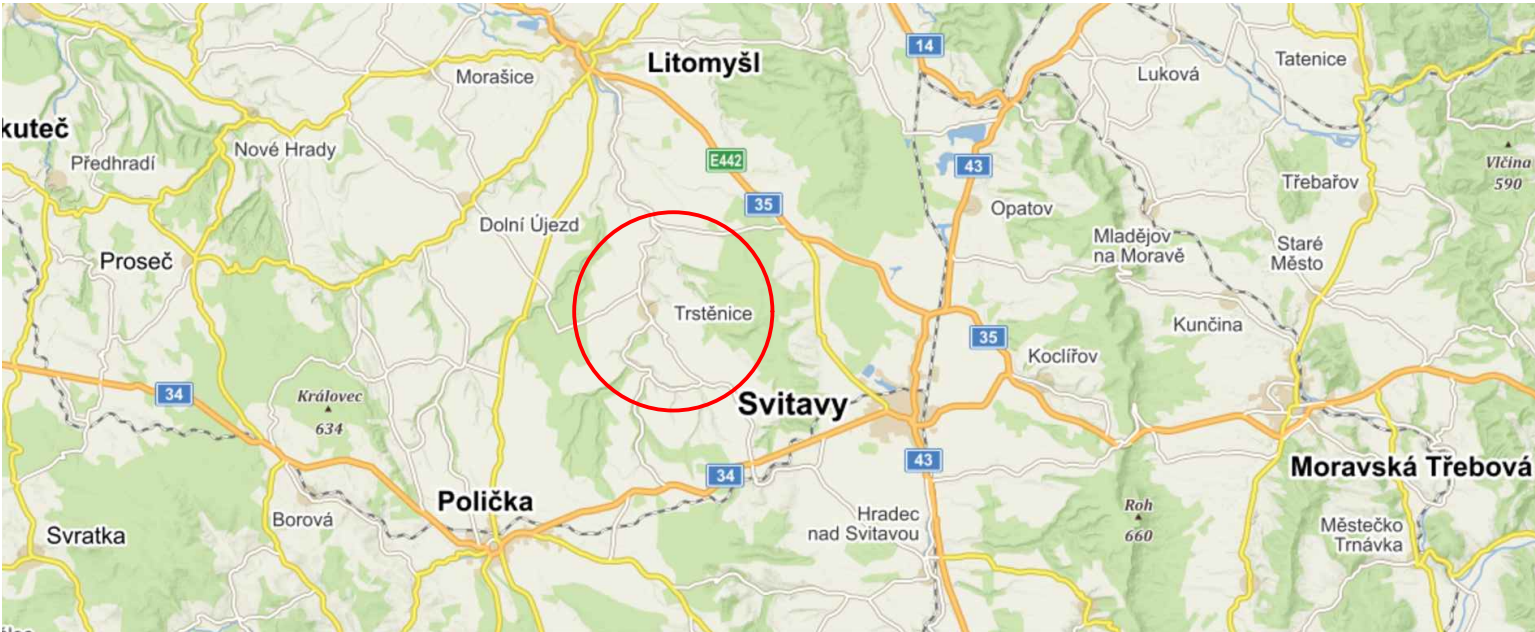 14
Litomyšl
Morašice
Luková
Tatenice
kuteč
Předhradí
Nové Hrady
E442
43
Vlčina
590
Třebařov
35
Opatov
Dolní Újezd
Mladějov
na Moravě
Staré
Město
Proseč
Trstěnice
Kunčina
35
Koclířov
34
Královec
634
Svitavy
43
34
Moravská Třebová
Polička
Borová
Hradec
nad Svitavou
Roh
660
Městečko
Trnávka
Svratka